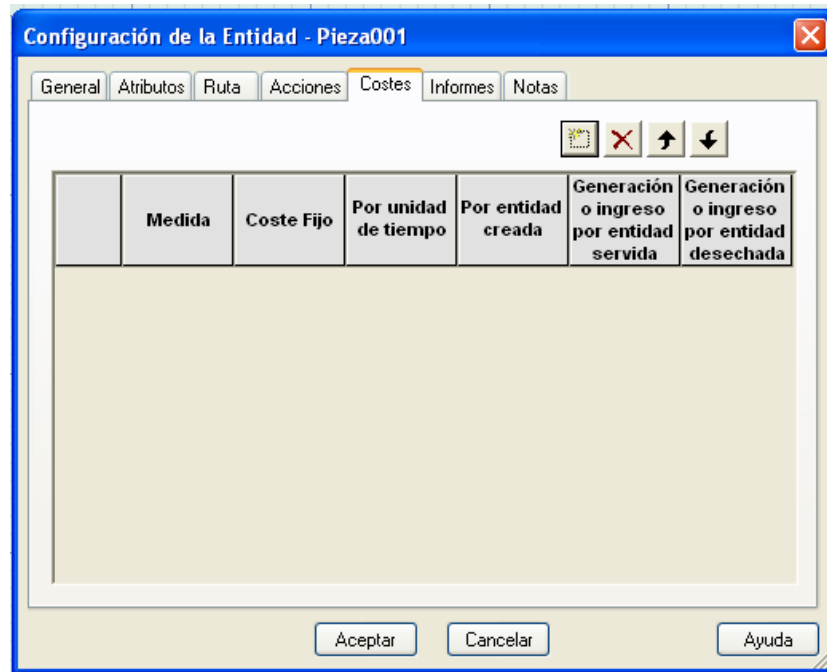 Configuración de la Entidad - Pieza001
General Atributos Ruta Acciones Costes Informes Notas
Medida
Coste Fijo
Por unidad
de tiempo
Por entidad
creada
Generación
o ingreso
por entidad
servida
Generación
o ingreso
por entidad
desechada
Aceptar Cancelar Ayuda